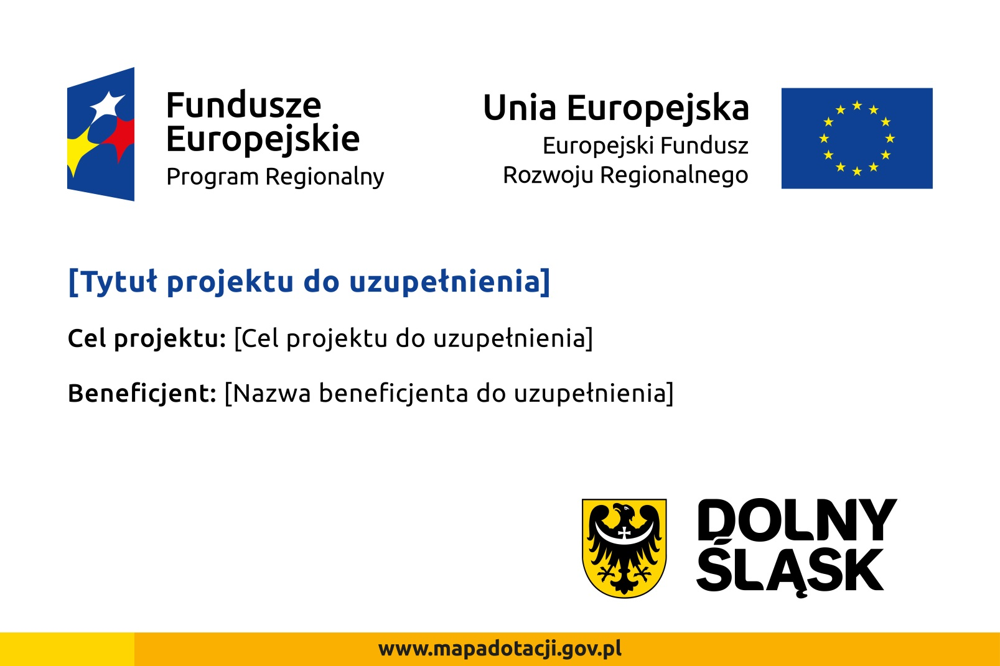 Fundusze
Europejskie
Program Regionalny
Unia Europejska
Europejski Fundusz
Rozwoju Regionalnego
[Tytuł projektu do uzupełnienia]
Cel projektu: [Cel projektu do uzupełnienia]
Beneficjent: [Nazwa beneficjenta do uzupełnienia]
DOLNY
ŚLĄSK
www.mapadotacji.gov.pl